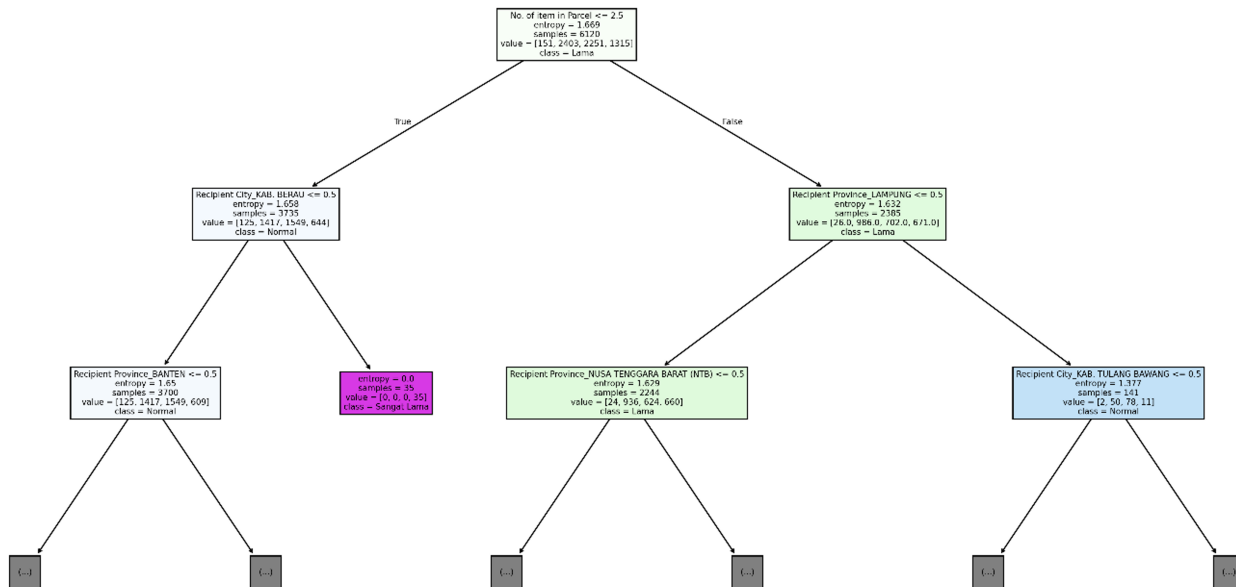 No. of item in Parcel <= 2.5
entropy = 1.669
samples = 6120
value = [151, 2403, 2251, 1315]
class = Lama
True
False
Recipient City_KAB. BERAU <= 0.5
entropy = 1.658
samples = 3735
value = [125, 1417, 1549, 644]
class = Normal
Recipient Province_LAMPUNG <= 0.5
entropy = 1.632
samples = 2385
value = [26.0, 986.0, 702.0, 671.0]
class = Lama
Recipient Province_BANTEN <= 0.5
entropy = 1.65
samples = 3700
value = [125, 1417, 1549, 609]
class = Normal
entropy = 0.0
samples = 35
value = [0, 0, 0, 35]
class = Sangat Lama
Recipient Province_NUSA TENGGARA BARAT (NTB) <= 0.5
entropy = 1.629
samples = 2244
value = [24, 936, 624, 660]
class = Lama
Recipient City_KAB. TULANG BAWANG <= 0.5
entropy = 1.377
samples = 141
value = [2, 50, 78, 11]
class = Normal
(...)
(...)
(...)
(...)
(...)
(...)